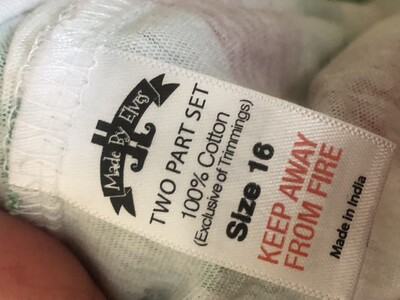 Made By Elves
TWO PART SET
100% Cotton
(Exclusive of Trimmings)
Size 16
KEEP AWAY
FROM FIRE
Made in India